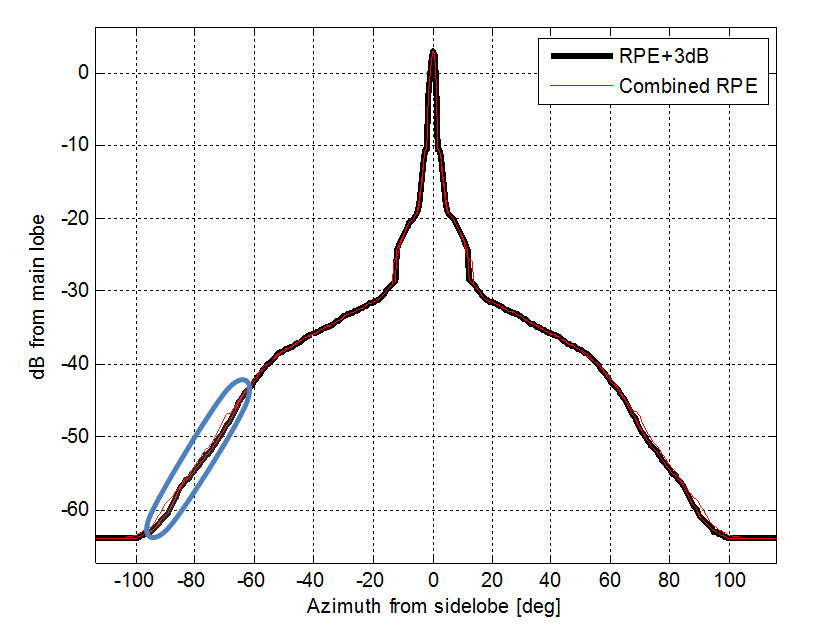 RPE+3dB
Combined RPE
0
-10
-20
-30
-40
-50
-60
dB from main lobe
-100 -80 -60 -40 -20 0 20 40 60 80 100
Azimuth from sidelobe [deg]